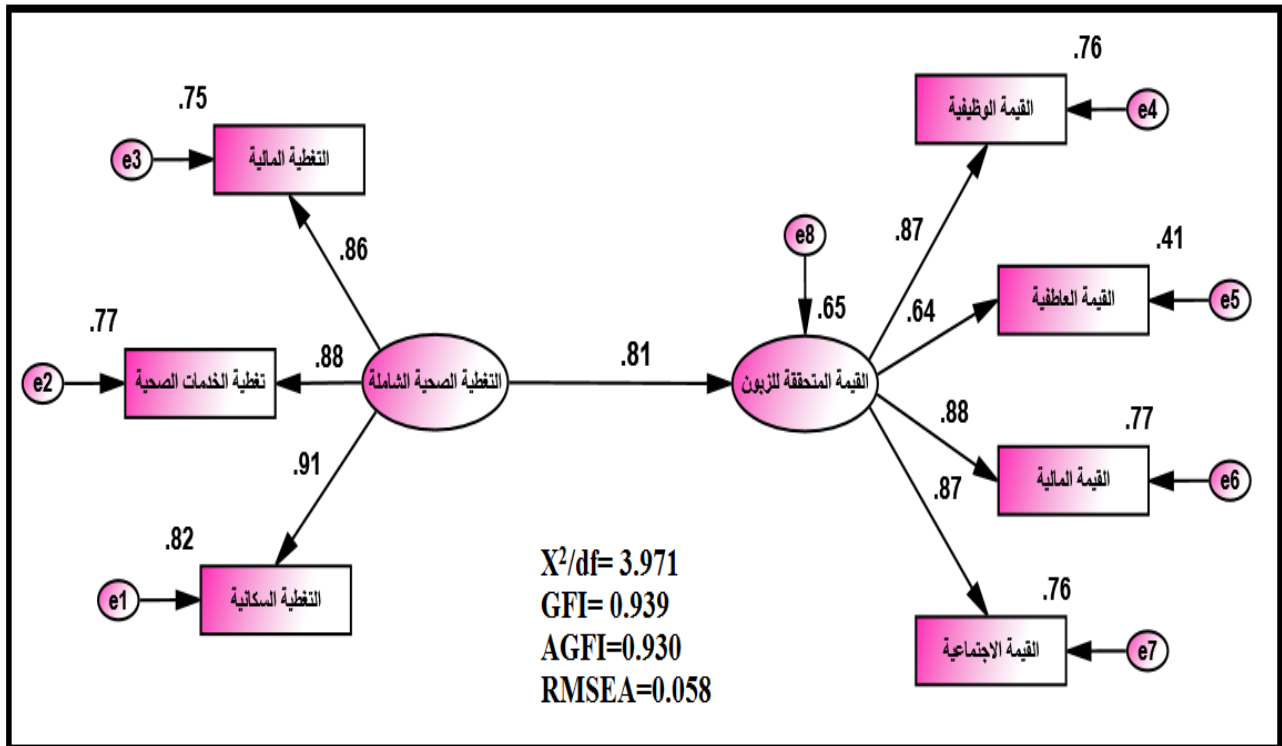 .76
القيمة الوظيفية
e4
.75
التغطية المالية
e3
.86
.87
e8
.41
القيمة العاطفية
e5
.64
.65
.77
تغطية الخدمات الصحية
e2
.88
التغطية الصحية الشاملة
.81
القيمة المتحققة للزبون
.88
.77
القيمة المالية
e6
.91
.87
.82
التغطية السكانية
e1
X²/df= 3.971
GFI= 0.939
AGFI=0.930
RMSEA=0.058
.76
القيمة الاجتماعية
e7